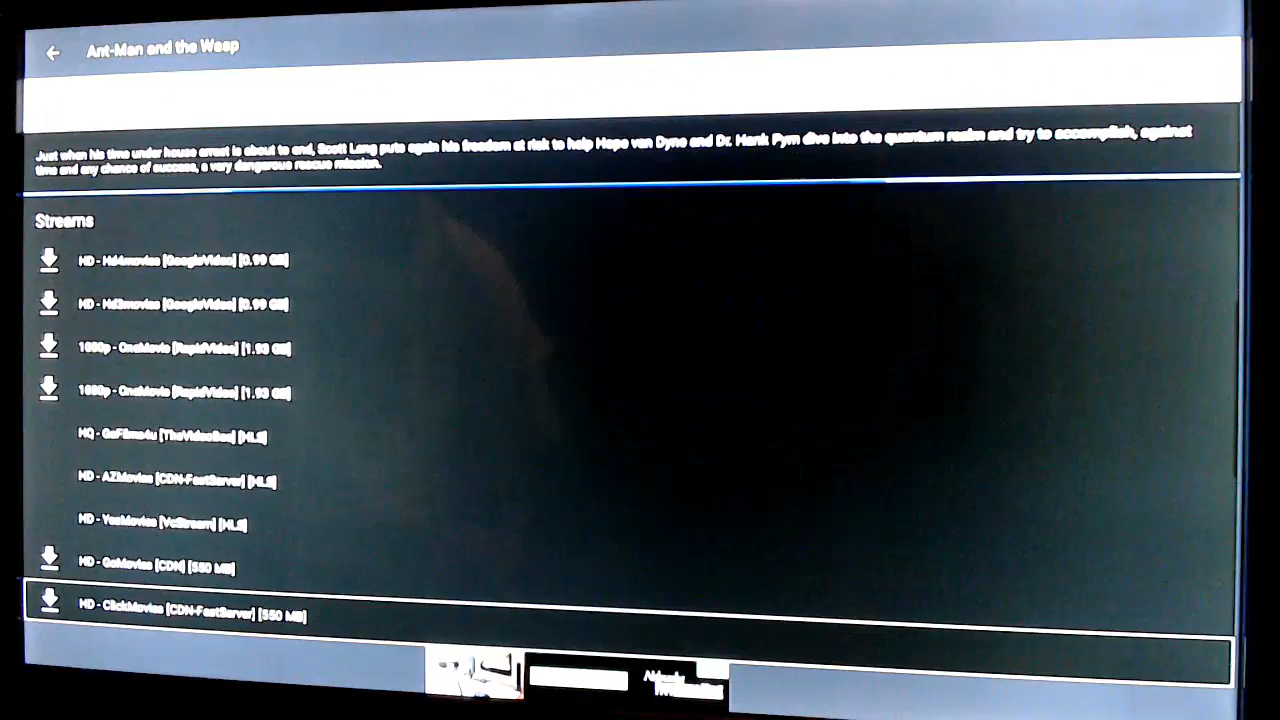 Ant-Man and the Wasp
Just when his time under house arrest is about to end, Scott Lang puts again his freedom at risk to help Hope van Dyne and Dr. Hank Pym dive into the quantum realm and try to accomplish, against
time and any chance of success, a very dangerous rescue mission.
Streams
HD - Hd4movies [GoogleVideo] [0.99 GB]
HD - Hd3movies [GoogleVideo] [0.99 GB]
1080p - OneMovie [RapidVideo] [1.93 GB]
1080p - OneMovie [RapidVideo] [1.93 GB]
HQ - GoFilms4u [TheVideoBee] [HLS]
HD - AZMovies [CDN-FastServer] [HLS]
HD - YesMovies [VcStream] [HLS]
HD - GoMovies [CDN] [550 MB]
HD - ClickMovies [CDN-FastServer] [550 MB]